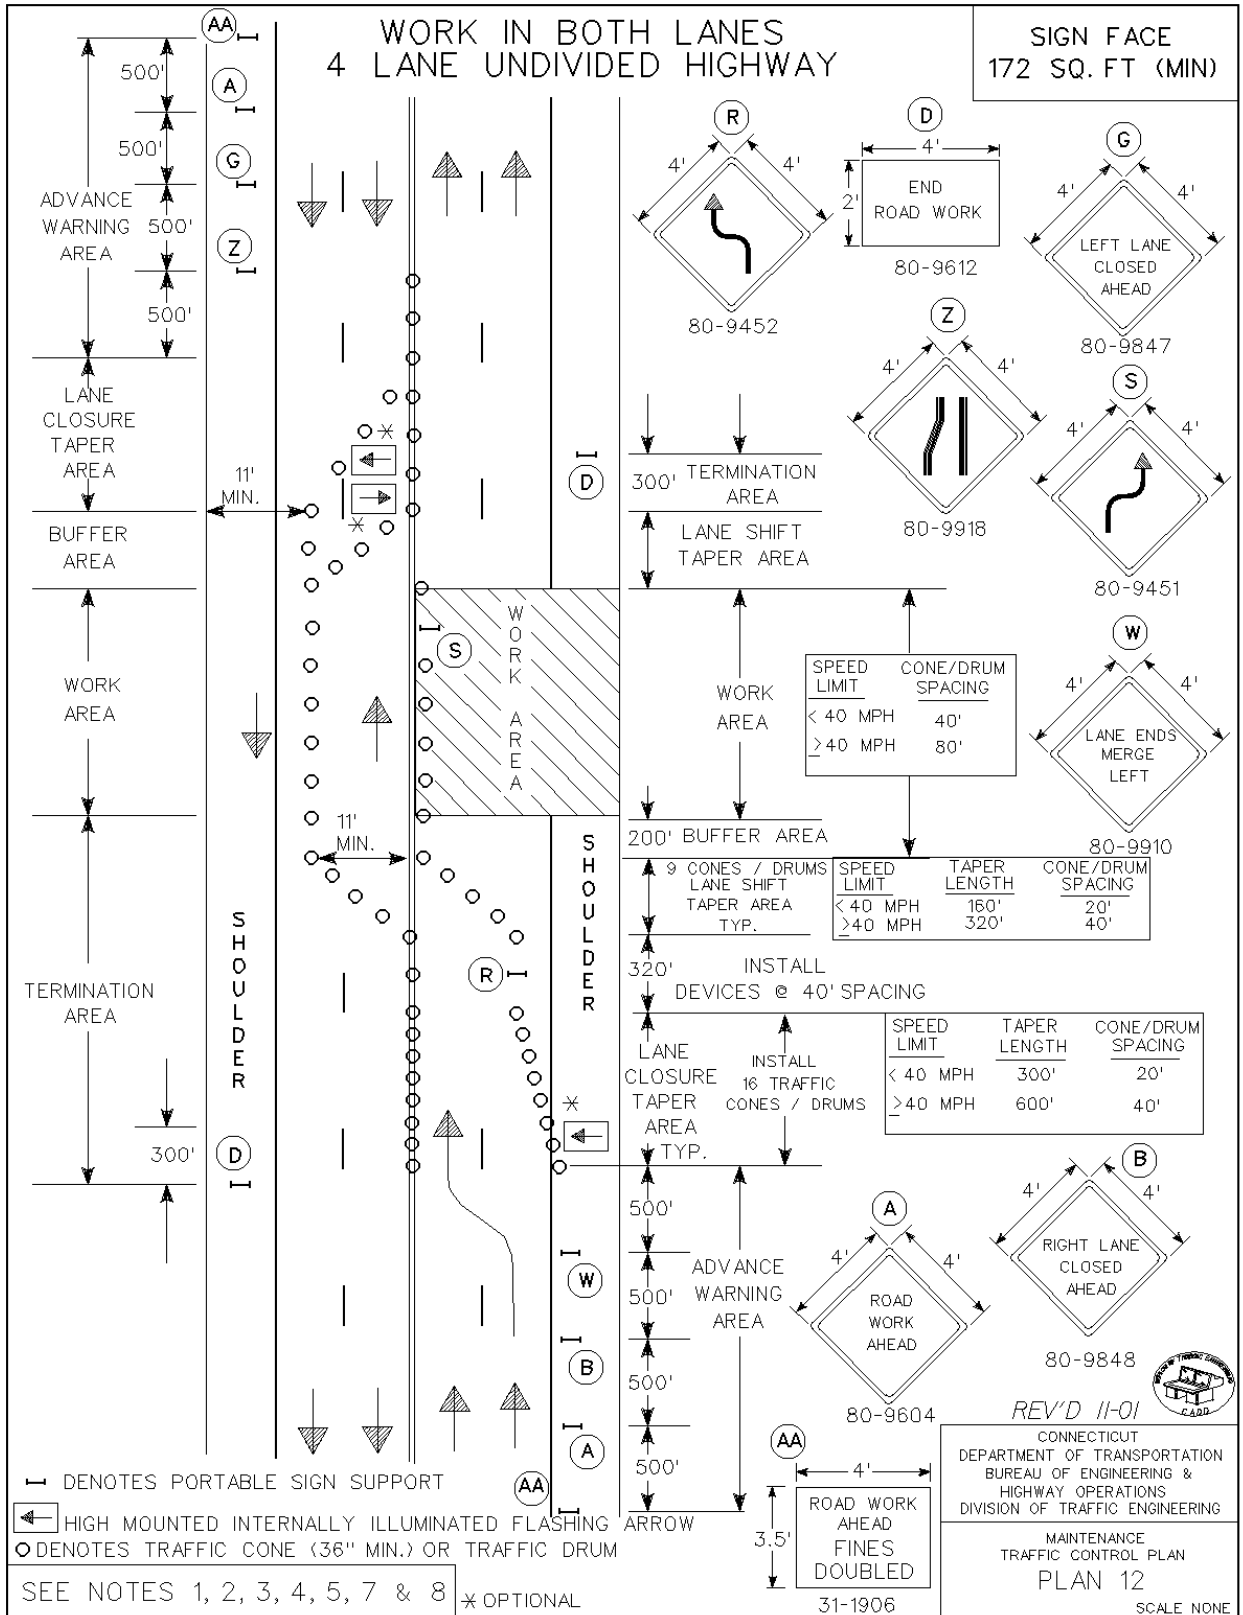 WORK IN BOTH LANES
4 LANE UNDIVIDED HIGHWAY
SIGN FACE
172 SQ. FT (MIN)
AA
500'
A
500'
G
ADVANCE
WARNING
AREA
500'
Z
500'
LANE
CLOSURE
TAPER
AREA
11'
MIN.
BUFFER
AREA
WORK
AREA
TERMINATION
AREA
300'
D
SHOULDER
*
*
11'
MIN.
WORK AREA
S
R
SHOULDER
*
D
300'
TERMINATION
AREA
LANE SHIFT
TAPER AREA
WORK
AREA
200' BUFFER AREA
9 CONES / DRUMS
LANE SHIFT
TAPER AREA
TYP.
320'
INSTALL
DEVICES @ 40' SPACING
LANE
CLOSURE
TAPER
AREA
TYP.
INSTALL
16 TRAFFIC
CONES / DRUMS
500'
W
500'
ADVANCE
WARNING
AREA
B
500'
A
500'
AA
R
4' 4'
80-9452
D
4'
2'
END
ROAD WORK
80-9612
G
4' 4'
LEFT LANE
CLOSED
AHEAD
80-9847
Z
4' 4'
80-9918
S
4' 4'
80-9451
W
4' 4'
LANE ENDS
MERGE
LEFT
80-9910
SPEED LIMIT CONE/DRUM SPACING
< 40 MPH 40'
≥40 MPH 80'
SPEED LIMIT TAPER LENGTH CONE/DRUM SPACING
<40 MPH 160' 20'
≥40 MPH 320' 40'
SPEED LIMIT TAPER LENGTH CONE/DRUM SPACING
< 40 MPH 300' 20'
≥40 MPH 600' 40'
B
4' 4'
RIGHT LANE
CLOSED
AHEAD
80-9848
A
4' 4'
ROAD
WORK
AHEAD
80-9604
AA
4'
3.5'
ROAD WORK
AHEAD
FINES
DOUBLED
31-1906
REV'D 11-01
CADD
CONNECTICUT
DEPARTMENT OF TRANSPORTATION
BUREAU OF ENGINEERING &
HIGHWAY OPERATIONS
DIVISION OF TRAFFIC ENGINEERING
MAINTENANCE
TRAFFIC CONTROL PLAN
PLAN 12
SCALE NONE
DENOTES PORTABLE SIGN SUPPORT
HIGH MOUNTED INTERNALLY ILLUMINATED FLASHING ARROW
DENOTES TRAFFIC CONE (36" MIN.) OR TRAFFIC DRUM
SEE NOTES 1, 2, 3, 4, 5, 7 & 8
* OPTIONAL